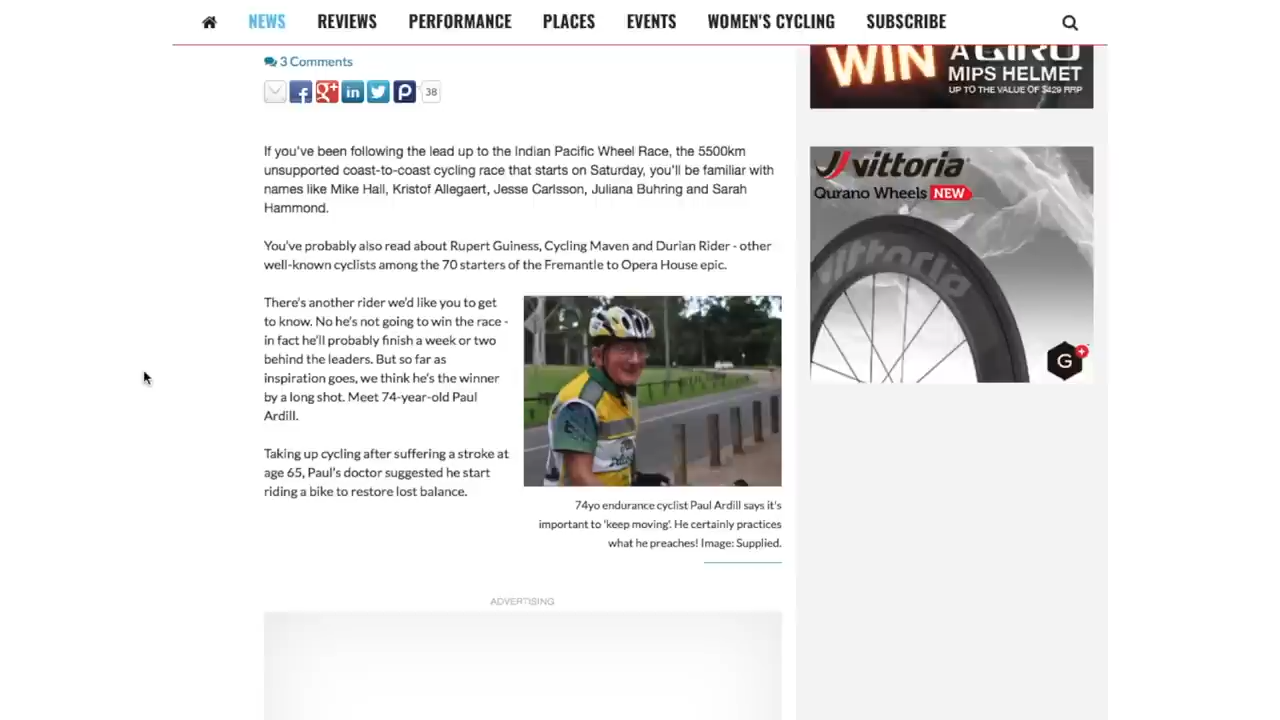 NEWS REVIEWS PERFORMANCE PLACES EVENTS WOMEN'S CYCLING SUBSCRIBE
3 Comments
38
If you've been following the lead up to the Indian Pacific Wheel Race, the 5500km
unsupported coast-to-coast cycling race that starts on Saturday, you'll be familiar with
names like Mike Hall, Kristof Allegaert, Jesse Carlsson, Juliana Buhring and Sarah
Hammond.
You've probably also read about Rupert Guiness, Cycling Maven and Durian Rider - other
well-known cyclists among the 70 starters of the Fremantle to Opera House epic.
There's another rider we'd like you to get
to know. No he's not going to win the race -
in fact he'll probably finish a week or two
behind the leaders. But so far as
inspiration goes, we think he's the winner
by a long shot. Meet 74-year-old Paul
Ardill.
Taking up cycling after suffering a stroke at
age 65, Paul's doctor suggested he start
riding a bike to restore lost balance.
74yo endurance cyclist Paul Ardill says it's
important to 'keep moving'. He certainly practices
what he preaches! Image: Supplied.
ADVERTISING
WIN A GIRO
MIPS HELMET
UP TO THE VALUE OF $429 RRP
vittoria
Qurano Wheels NEW
vittoria
G+